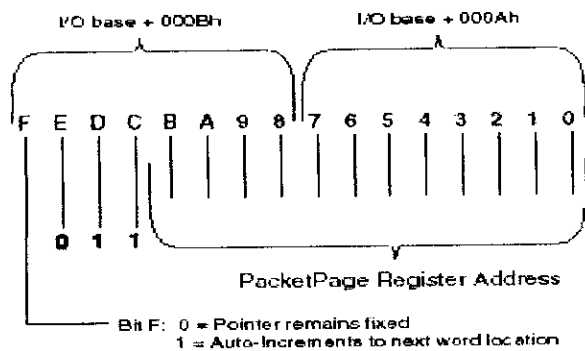 I/O base + 000Bh I/O base + 000Ah
F E D C B A 9 8 7 6 5 4 3 2 1 0
0 1 1
PacketPage Register Address
Bit F: 0 = Pointer remains fixed
1 = Auto-Increments to next word location